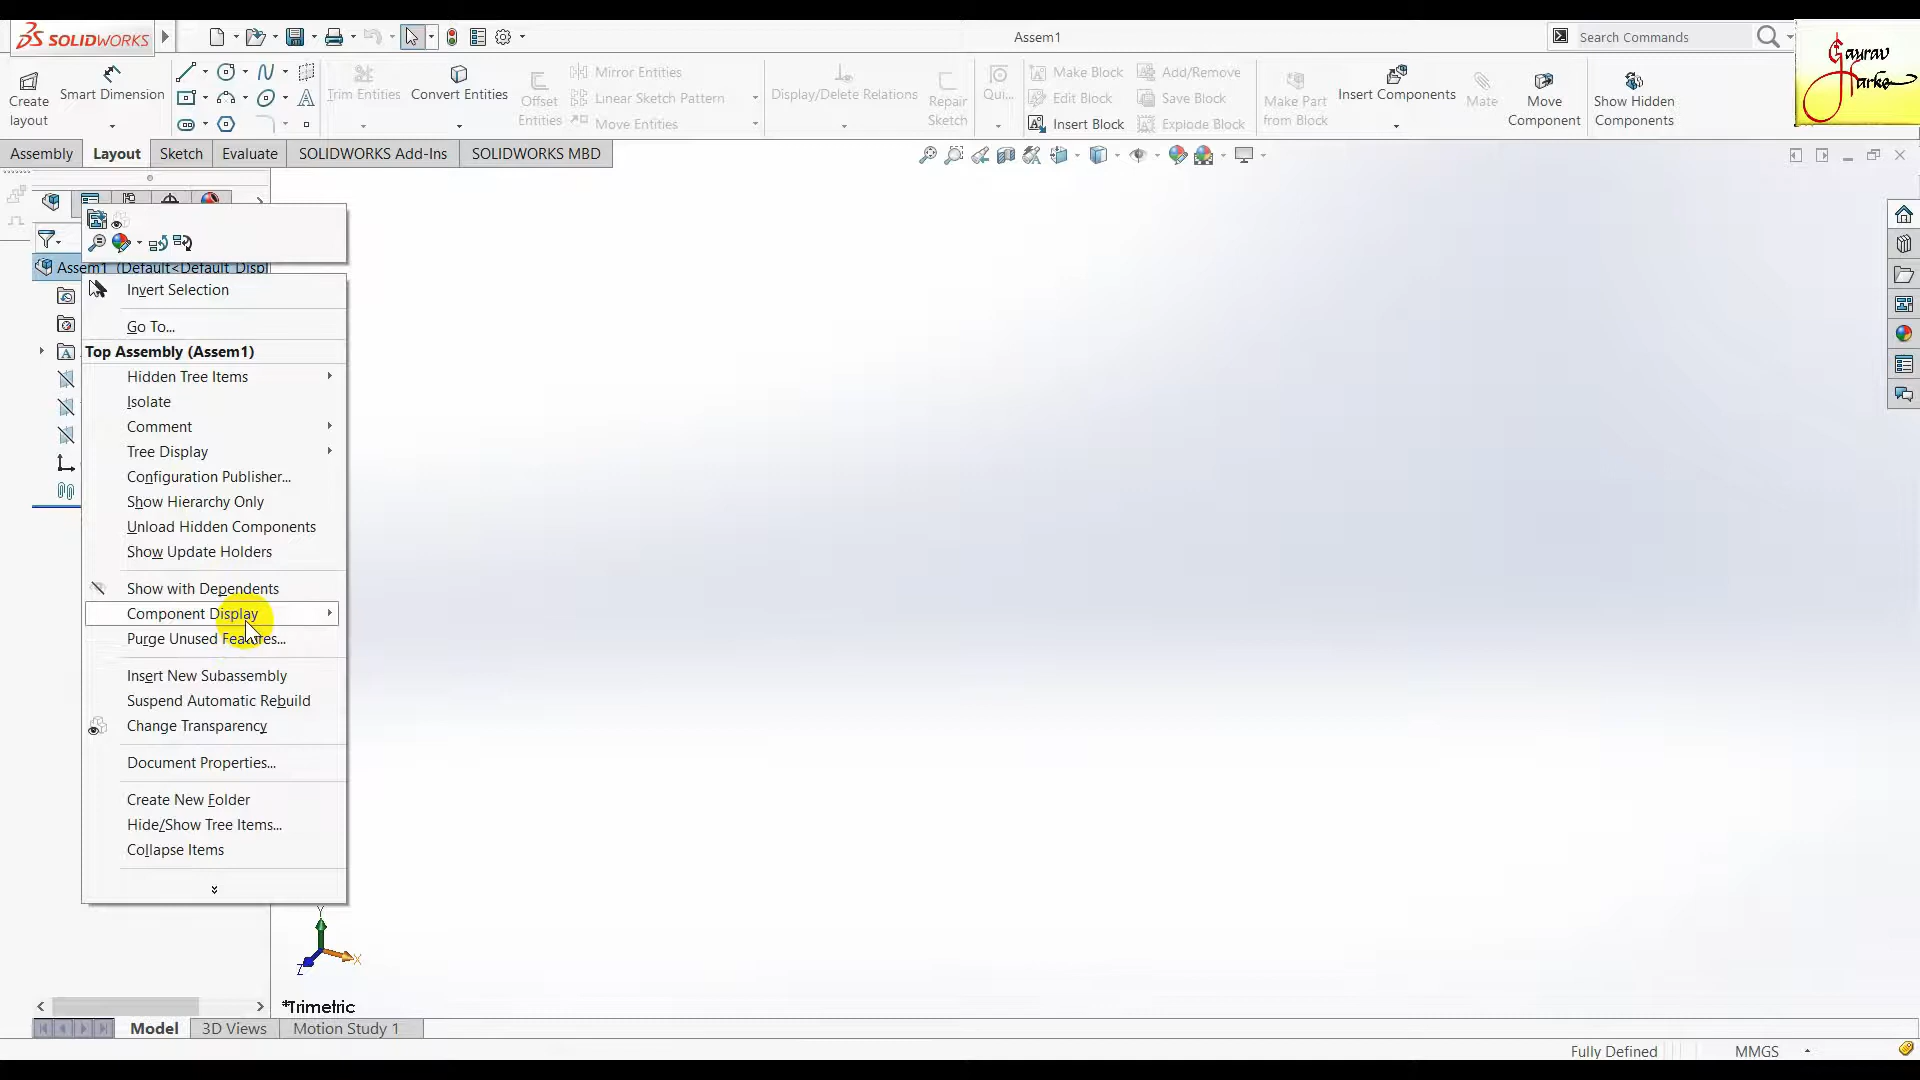 SOLIDWORKS
Assem1
Search Commands
Gaurav
Create layout
Smart Dimension
Trim Entities
Convert Entities
Offset Entities
Mirror Entities
Linear Sketch Pattern
Move Entities
Display/Delete Relations
Repair Sketch
Qui...
Make Block
Edit Block
Insert Block
Add/Remove
Save Block
Explode Block
Make Part from Block
Insert Components
Mate
Move Component
Show Hidden Components
Assembly
Layout
Sketch
Evaluate
SOLIDWORKS Add-Ins
SOLIDWORKS MBD
Assem1 (Default<Default_Displ
Invert Selection
Go To...
Top Assembly (Assem1)
Hidden Tree Items
Isolate
Comment
Tree Display
Configuration Publisher...
Show Hierarchy Only
Unload Hidden Components
Show Update Holders
Show with Dependents
Component Display
Purge Unused Features...
Insert New Subassembly
Suspend Automatic Rebuild
Change Transparency
Document Properties...
Create New Folder
Hide/Show Tree Items...
Collapse Items
Y
X
Z
*Trimetric
Model
3D Views
Motion Study 1
Fully Defined
MMGS